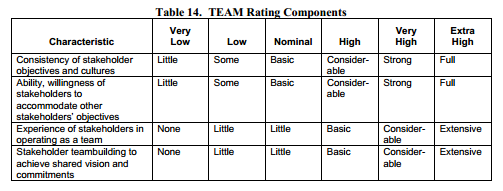 Table 14. TEAM Rating Components
Characteristic Very Low Low Nominal High Very High Extra High
Consistency of stakeholder objectives and cultures Little Some Basic Consider-able Strong Full
Ability, willingness of stakeholders to accommodate other stakeholders' objectives Little Some Basic Consider-able Strong Full
Experience of stakeholders in operating as a team None Little Little Basic Consider-able Extensive
Stakeholder teambuilding to achieve shared vision and commitments None Little Little Basic Consider-able Extensive